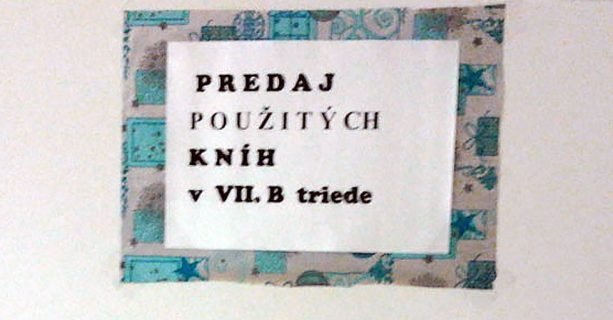 PREDAJ
POUŽITÝCH
KNÍH
v VII. B triede